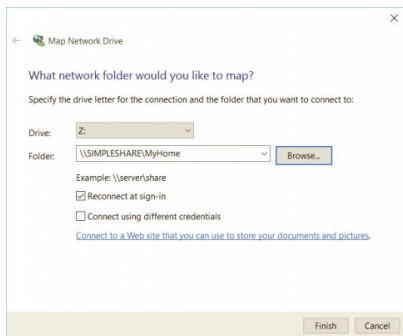 Map Network Drive
What network folder would you like to map?
Specify the drive letter for the connection and the folder that you want to connect to:
Drive: Z:
Folder: \\SIMPLESHARE\MyHome Browse...
Example: \\server\share
Reconnect at sign-in
Connect using different credentials
Connect to a Web site that you can use to store your documents and pictures.
Finish Cancel